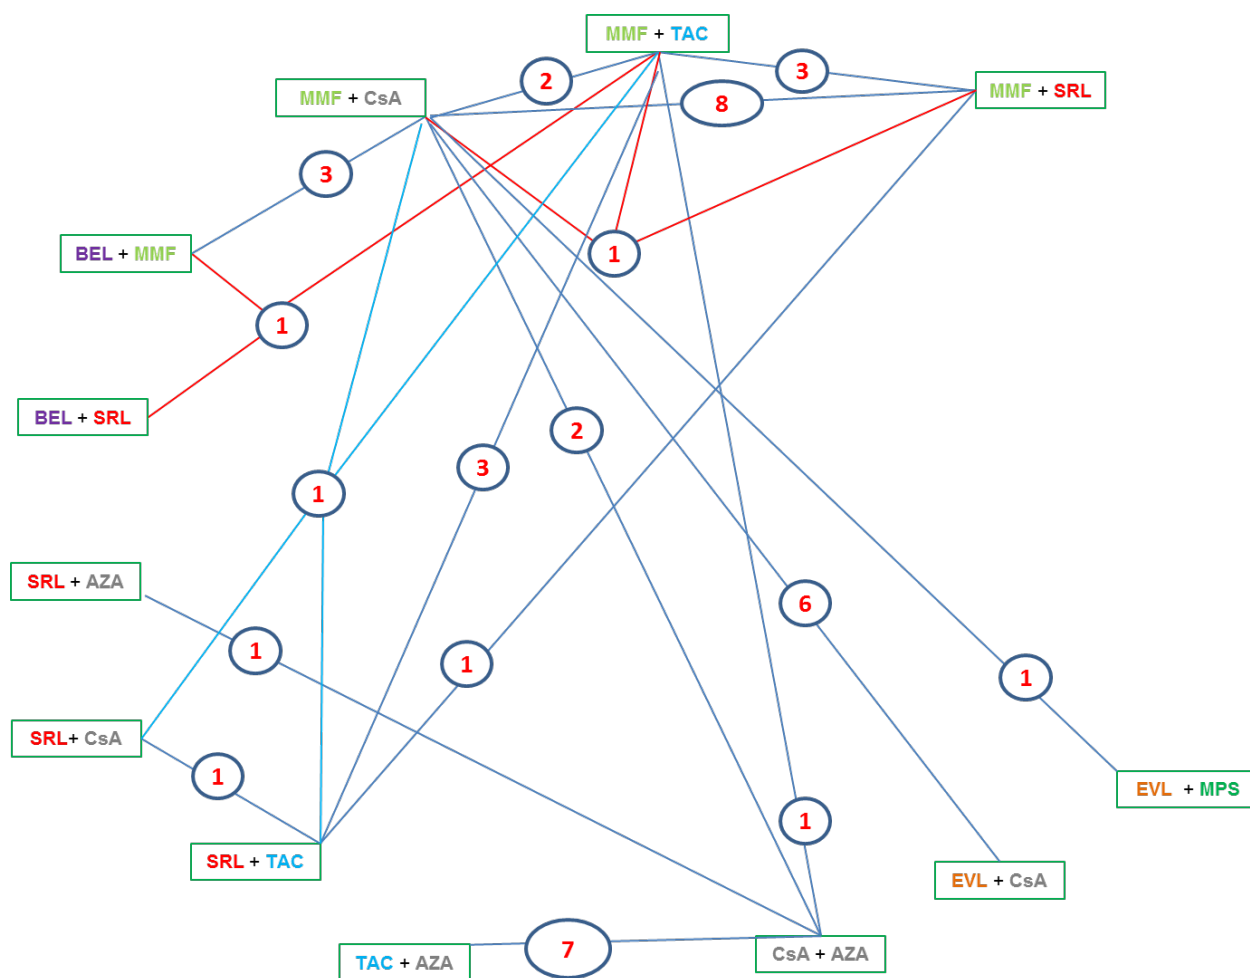 MMF + TAC
2
3
MMF + SRL
MMF + CsA
8
3
BEL + MMF
1
1
BEL + SRL
2
3
1
SRL + AZA
6
1
1
1
SRL+ CsA
1
EVL + MPS
1
SRL + TAC
EVL + CsA
TAC + AZA
7
CsA + AZA